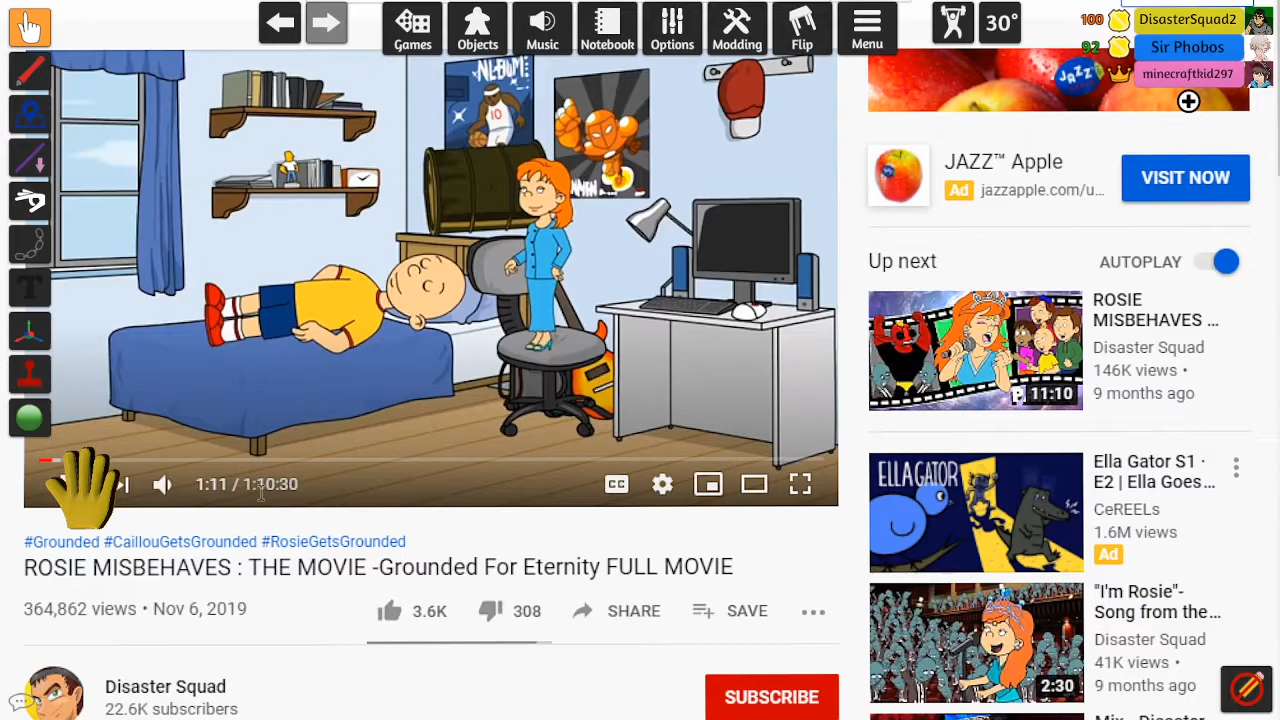 Games
Objects
Music
Notebook
Options
Modding
Flip
Menu
30°
100
DisasterSquad2
92
Sir Phobos
minecraftkid297
10
JAZZ
JAZZ™ Apple
Ad
jazzapple.com/u...
VISIT NOW
Up next
AUTOPLAY
11:10
ROSIE
MISBEHAVES ...
Disaster Squad
146K views •
9 months ago
ELLAGATOR
Ella Gator S1 ·
E2 | Ella Goes...
CeREELs
1.6M views
Ad
2:30
"I'm Rosie"-
Song from the...
Disaster Squad
41K views •
9 months ago
T
1:11 / 1:30:30
CC
#Grounded #CaillouGetsGrounded #RosieGetsGrounded
ROSIE MISBEHAVES : THE MOVIE -Grounded For Eternity FULL MOVIE
364,862 views • Nov 6, 2019
3.6K
308
SHARE
SAVE
Disaster Squad
22.6K subscribers
SUBSCRIBE